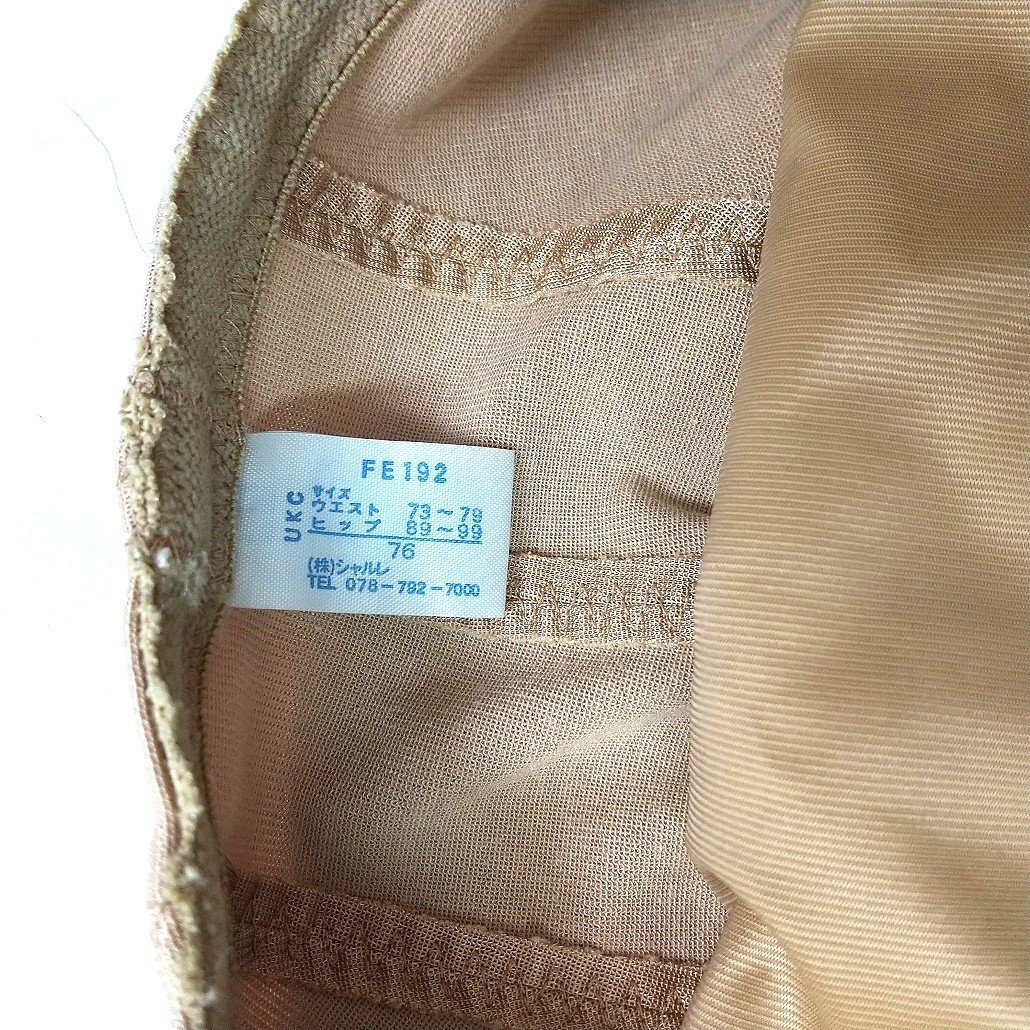 FE192
UKC
サイズ
ウエスト 73~79
ヒップ 89~99
76
(株)シャルレ
TEL 078-792-7000